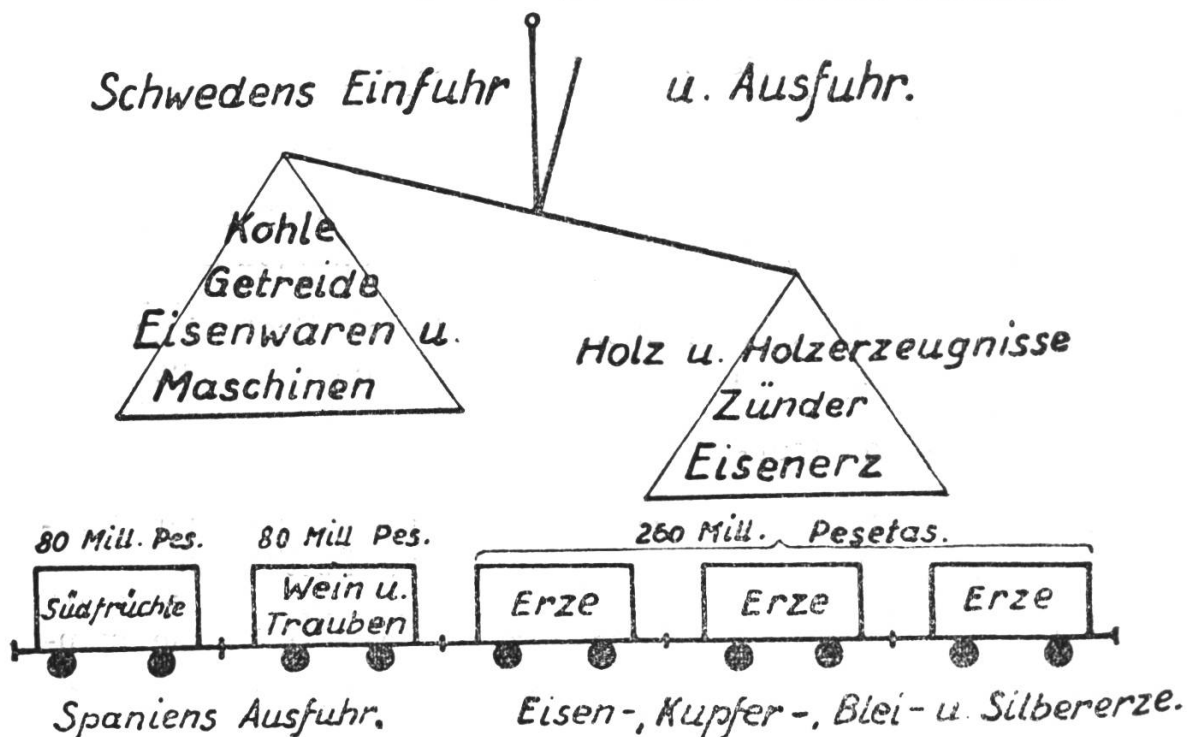 Schwedens Einfuhr u. Ausfuhr.
Kohle
Getreide
Eisenwaren u.
Maschinen
Holz u. Holzerzeugnisse
Zünder
Eisenerz
80 Mill. Pes. 80 Mill Pes. 260 Mill. Pesetas.
Südfrüchte
Wein u.
Trauben
Erze Erze Erze
Spaniens Ausfuhr. Eisen-, Kupfer-, Blei- u. Silbererze.